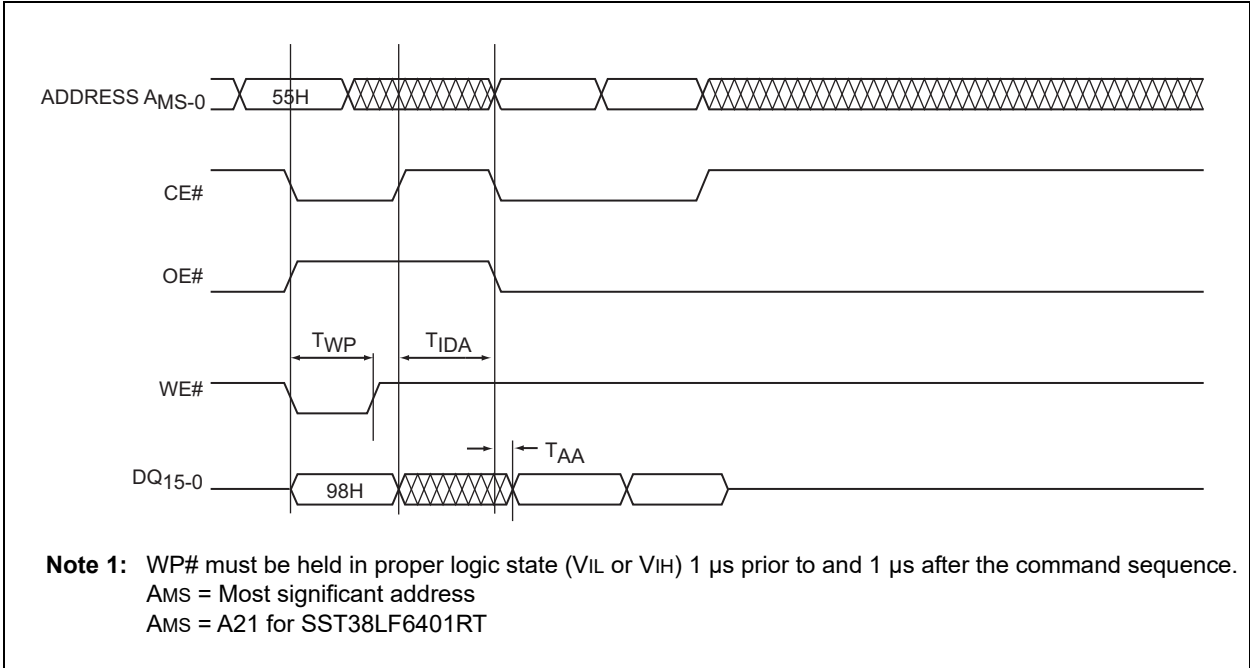 ADDRESS AMS-0
55H
CE#
OE#
TWP
TIDA
WE#
TAA
DQ15-0
98H
Note 1: WP# must be held in proper logic state (VIL or VIH) 1 µs prior to and 1 µs after the command sequence.
AMS = Most significant address
AMS = A21 for SST38LF6401RT